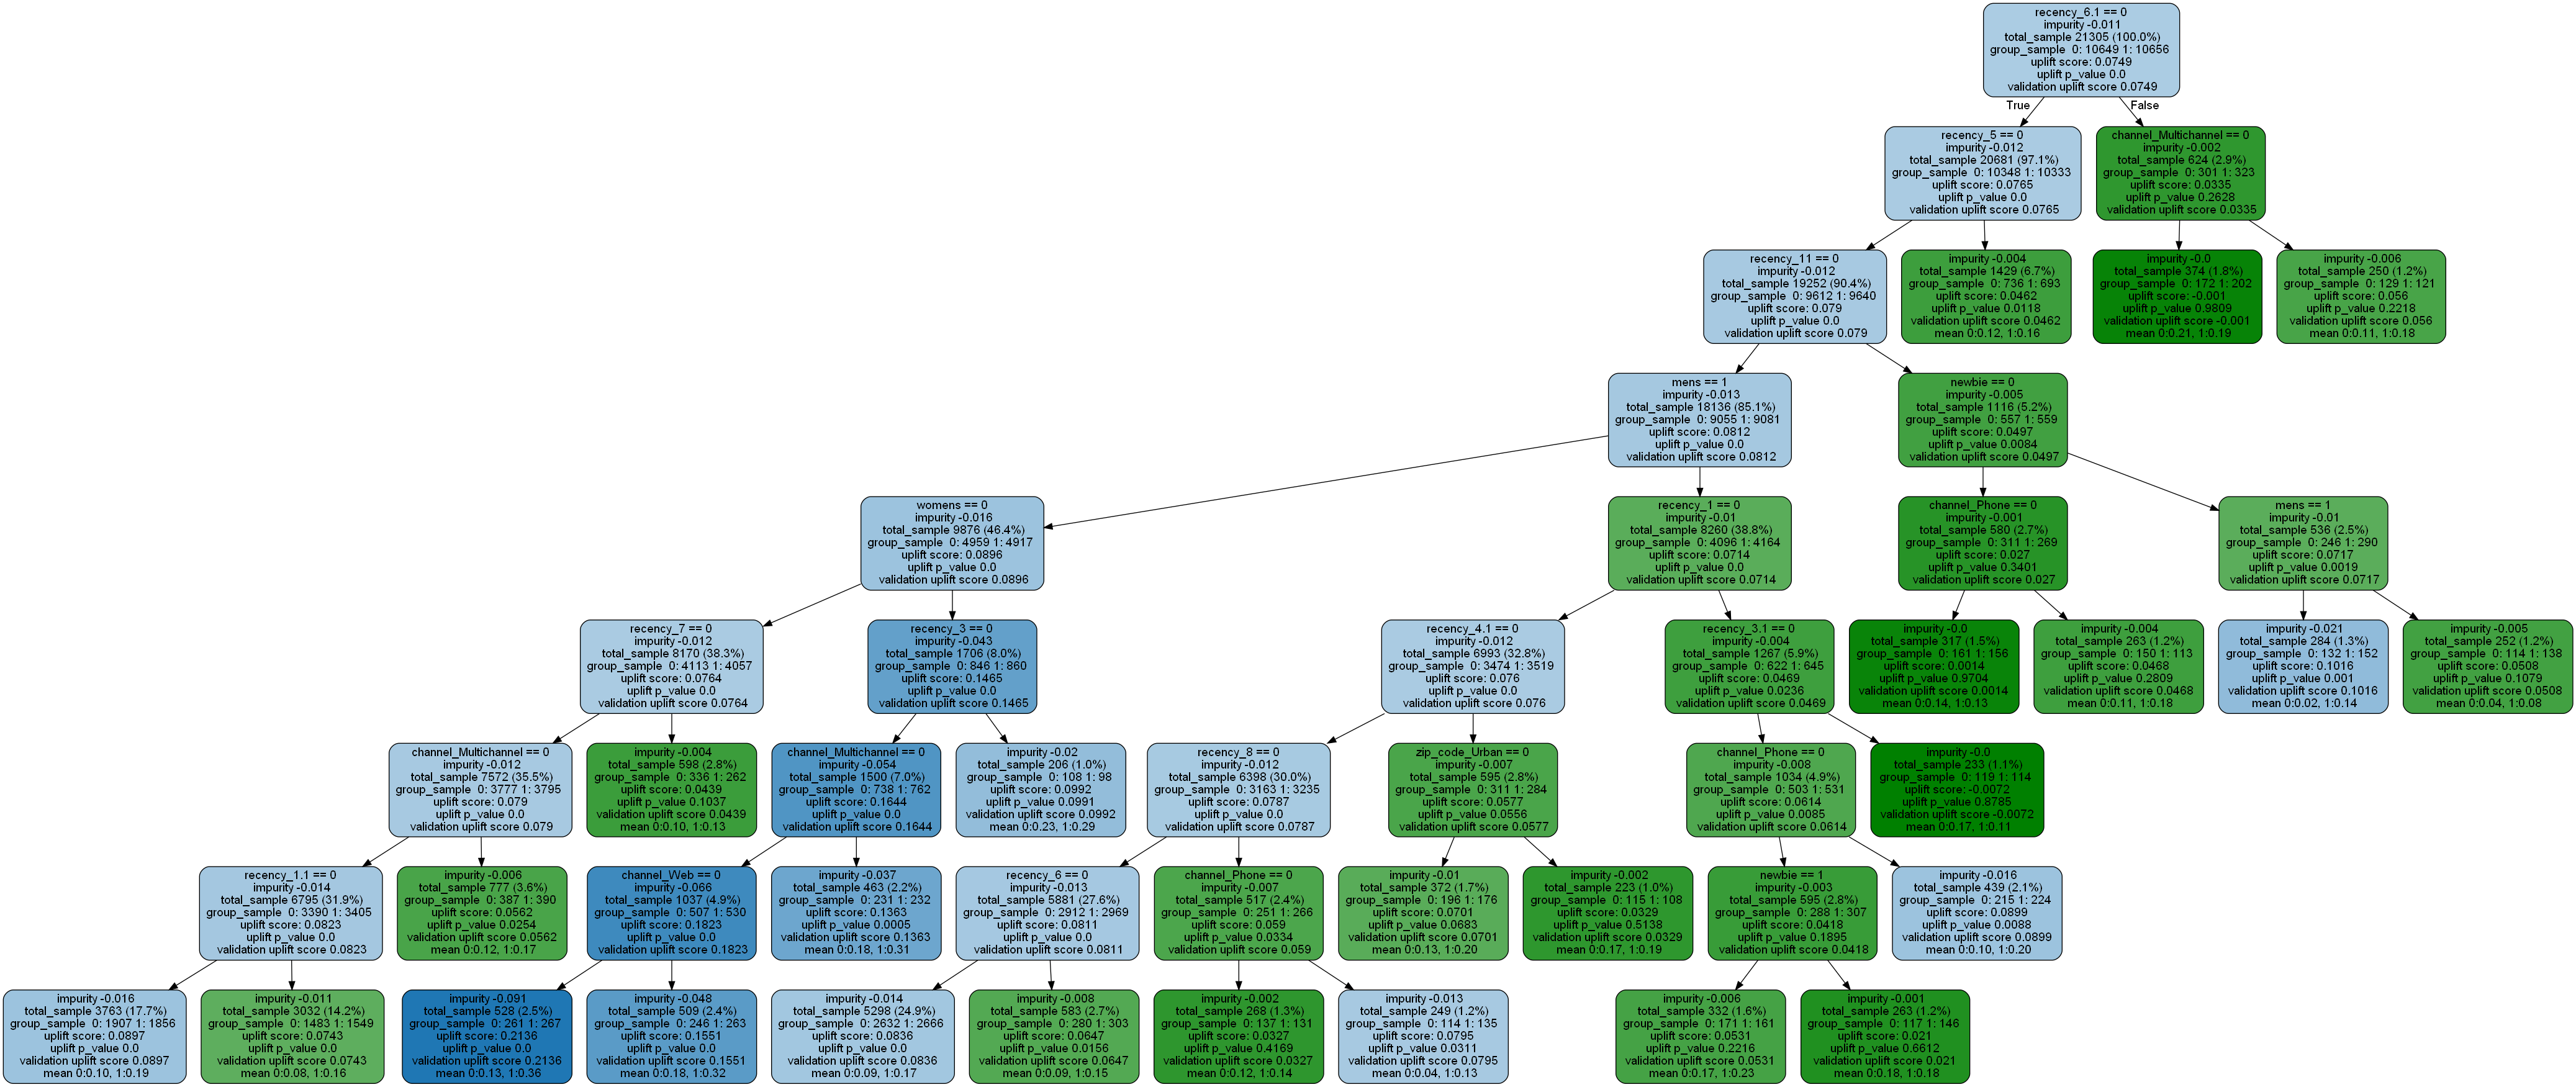 recency_6.1 == 0
impurity -0.011
total_sample 21305 (100.0%)
group_sample 0: 10649 1: 10656
uplift score: 0.0749
uplift p_value 0.0
validation uplift score 0.0749
True
False
recency_5 == 0
impurity -0.012
total_sample 20681 (97.1%)
group_sample 0: 10348 1: 10333
uplift score: 0.0765
uplift p_value 0.0
validation uplift score 0.0765
channel_Multichannel == 0
impurity -0.002
total_sample 624 (2.9%)
group_sample 0: 301 1: 323
uplift score: 0.0335
uplift p_value 0.2628
validation uplift score 0.0335
recency_11 == 0
impurity -0.012
total_sample 19252 (90.4%)
group_sample 0: 9612 1: 9640
uplift score: 0.079
uplift p_value 0.0
validation uplift score 0.079
impurity -0.004
total_sample 1429 (6.7%)
group_sample 0: 736 1: 693
uplift score: 0.0462
uplift p_value 0.0118
validation uplift score 0.0462
mean 0:0.12, 1:0.16
impurity -0.0
total_sample 374 (1.8%)
group_sample 0: 172 1: 202
uplift score: -0.001
uplift p_value 0.9809
validation uplift score -0.001
mean 0:0.21, 1:0.19
impurity -0.006
total_sample 250 (1.2%)
group_sample 0: 129 1: 121
uplift score: 0.056
uplift p_value 0.2218
validation uplift score 0.056
mean 0:0.11, 1:0.18
mens == 1
impurity -0.013
total_sample 18136 (85.1%)
group_sample 0: 9055 1: 9081
uplift score: 0.0812
uplift p_value 0.0
validation uplift score 0.0812
newbie == 0
impurity -0.005
total_sample 1116 (5.2%)
group_sample 0: 557 1: 559
uplift score: 0.0497
uplift p_value 0.0084
validation uplift score 0.0497
womens == 0
impurity -0.016
total_sample 9876 (46.4%)
group_sample 0: 4959 1: 4917
uplift score: 0.0896
uplift p_value 0.0
validation uplift score 0.0896
recency_1 == 0
impurity -0.01
total_sample 8260 (38.8%)
group_sample 0: 4096 1: 4164
uplift score: 0.0714
uplift p_value 0.0
validation uplift score 0.0714
channel_Phone == 0
impurity -0.001
total_sample 580 (2.7%)
group_sample 0: 311 1: 269
uplift score: 0.027
uplift p_value 0.3401
validation uplift score 0.027
mens == 1
impurity -0.01
total_sample 536 (2.5%)
group_sample 0: 246 1: 290
uplift score: 0.0717
uplift p_value 0.0019
validation uplift score 0.0717
recency_7 == 0
impurity -0.012
total_sample 8170 (38.3%)
group_sample 0: 4113 1: 4057
uplift score: 0.0764
uplift p_value 0.0
validation uplift score 0.0764
recency_3 == 0
impurity -0.043
total_sample 1706 (8.0%)
group_sample 0: 846 1: 860
uplift score: 0.1465
uplift p_value 0.0
validation uplift score 0.1465
recency_4.1 == 0
impurity -0.012
total_sample 6993 (32.8%)
group_sample 0: 3474 1: 3519
uplift score: 0.076
uplift p_value 0.0
validation uplift score 0.076
recency_3.1 == 0
impurity -0.004
total_sample 1267 (5.9%)
group_sample 0: 622 1: 645
uplift score: 0.0469
uplift p_value 0.0236
validation uplift score 0.0469
impurity -0.0
total_sample 317 (1.5%)
group_sample 0: 161 1: 156
uplift score: 0.0014
uplift p_value 0.9704
validation uplift score 0.0014
mean 0:0.14, 1:0.13
impurity -0.004
total_sample 263 (1.2%)
group_sample 0: 150 1: 113
uplift score: 0.0468
uplift p_value 0.2809
validation uplift score 0.0468
mean 0:0.11, 1:0.18
impurity -0.021
total_sample 284 (1.3%)
group_sample 0: 132 1: 152
uplift score: 0.1016
uplift p_value 0.001
validation uplift score 0.1016
mean 0:0.02, 1:0.14
impurity -0.005
total_sample 252 (1.2%)
group_sample 0: 114 1: 138
uplift score: 0.0508
uplift p_value 0.1079
validation uplift score 0.0508
mean 0:0.04, 1:0.08
channel_Multichannel == 0
impurity -0.012
total_sample 7572 (35.5%)
group_sample 0: 3777 1: 3795
uplift score: 0.079
uplift p_value 0.0
validation uplift score 0.079
impurity -0.004
total_sample 598 (2.8%)
group_sample 0: 336 1: 262
uplift score: 0.0439
uplift p_value 0.1037
validation uplift score 0.0439
mean 0:0.10, 1:0.13
channel_Multichannel == 0
impurity -0.054
total_sample 1500 (7.0%)
group_sample 0: 738 1: 762
uplift score: 0.1644
uplift p_value 0.0
validation uplift score 0.1644
impurity -0.02
total_sample 206 (1.0%)
group_sample 0: 108 1: 98
uplift score: 0.0992
uplift p_value 0.0991
validation uplift score 0.0992
mean 0:0.23, 1:0.29
recency_8 == 0
impurity -0.012
total_sample 6398 (30.0%)
group_sample 0: 3163 1: 3235
uplift score: 0.0787
uplift p_value 0.0
validation uplift score 0.0787
zip_code_Urban == 0
impurity -0.007
total_sample 595 (2.8%)
group_sample 0: 311 1: 284
uplift score: 0.0577
uplift p_value 0.0556
validation uplift score 0.0577
channel_Phone == 0
impurity -0.008
total_sample 1034 (4.9%)
group_sample 0: 503 1: 531
uplift score: 0.0614
uplift p_value 0.0085
validation uplift score 0.0614
impurity -0.0
total_sample 233 (1.1%)
group_sample 0: 119 1: 114
uplift score: -0.0072
uplift p_value 0.8785
validation uplift score -0.0072
mean 0:0.17, 1:0.11
recency_1.1 == 0
impurity -0.014
total_sample 6795 (31.9%)
group_sample 0: 3390 1: 3405
uplift score: 0.0823
uplift p_value 0.0
validation uplift score 0.0823
impurity -0.006
total_sample 777 (3.6%)
group_sample 0: 387 1: 390
uplift score: 0.0562
uplift p_value 0.0254
validation uplift score 0.0562
mean 0:0.12, 1:0.17
channel_Web == 0
impurity -0.066
total_sample 1037 (4.9%)
group_sample 0: 507 1: 530
uplift score: 0.1823
uplift p_value 0.0
validation uplift score 0.1823
impurity -0.037
total_sample 463 (2.2%)
group_sample 0: 231 1: 232
uplift score: 0.1363
uplift p_value 0.0005
validation uplift score 0.1363
mean 0:0.18, 1:0.31
recency_6 == 0
impurity -0.013
total_sample 5881 (27.6%)
group_sample 0: 2912 1: 2969
uplift score: 0.0811
uplift p_value 0.0
validation uplift score 0.0811
channel_Phone == 0
impurity -0.007
total_sample 517 (2.4%)
group_sample 0: 251 1: 266
uplift score: 0.059
uplift p_value 0.0334
validation uplift score 0.059
impurity -0.01
total_sample 372 (1.7%)
group_sample 0: 196 1: 176
uplift score: 0.0701
uplift p_value 0.0683
validation uplift score 0.0701
mean 0:0.13, 1:0.20
impurity -0.002
total_sample 223 (1.0%)
group_sample 0: 115 1: 108
uplift score: 0.0329
uplift p_value 0.5138
validation uplift score 0.0329
mean 0:0.17, 1:0.19
newbie == 1
impurity -0.003
total_sample 595 (2.8%)
group_sample 0: 288 1: 307
uplift score: 0.0418
uplift p_value 0.1895
validation uplift score 0.0418
impurity -0.016
total_sample 439 (2.1%)
group_sample 0: 215 1: 224
uplift score: 0.0899
uplift p_value 0.0088
validation uplift score 0.0899
mean 0:0.10, 1:0.20
impurity -0.016
total_sample 3763 (17.7%)
group_sample 0: 1907 1: 1856
uplift score: 0.0897
uplift p_value 0.0
validation uplift score 0.0897
mean 0:0.10, 1:0.19
impurity -0.011
total_sample 3032 (14.2%)
group_sample 0: 1483 1: 1549
uplift score: 0.0743
uplift p_value 0.0
validation uplift score 0.0743
mean 0:0.08, 1:0.16
impurity -0.091
total_sample 528 (2.5%)
group_sample 0: 261 1: 267
uplift score: 0.2136
uplift p_value 0.0
validation uplift score 0.2136
mean 0:0.13, 1:0.36
impurity -0.048
total_sample 509 (2.4%)
group_sample 0: 246 1: 263
uplift score: 0.1551
uplift p_value 0.0
validation uplift score 0.1551
mean 0:0.18, 1:0.32
impurity -0.014
total_sample 5298 (24.9%)
group_sample 0: 2632 1: 2666
uplift score: 0.0836
uplift p_value 0.0
validation uplift score 0.0836
mean 0:0.09, 1:0.17
impurity -0.008
total_sample 583 (2.7%)
group_sample 0: 280 1: 303
uplift score: 0.0647
uplift p_value 0.0156
validation uplift score 0.0647
mean 0:0.09, 1:0.15
impurity -0.002
total_sample 268 (1.3%)
group_sample 0: 137 1: 131
uplift score: 0.0327
uplift p_value 0.4169
validation uplift score 0.0327
mean 0:0.12, 1:0.14
impurity -0.013
total_sample 249 (1.2%)
group_sample 0: 114 1: 135
uplift score: 0.0795
uplift p_value 0.0311
validation uplift score 0.0795
mean 0:0.04, 1:0.13
impurity -0.006
total_sample 332 (1.6%)
group_sample 0: 171 1: 161
uplift score: 0.0531
uplift p_value 0.2216
validation uplift score 0.0531
mean 0:0.17, 1:0.23
impurity -0.001
total_sample 263 (1.2%)
group_sample 0: 117 1: 146
uplift score: 0.021
uplift p_value 0.6612
validation uplift score 0.021
mean 0:0.18, 1:0.18